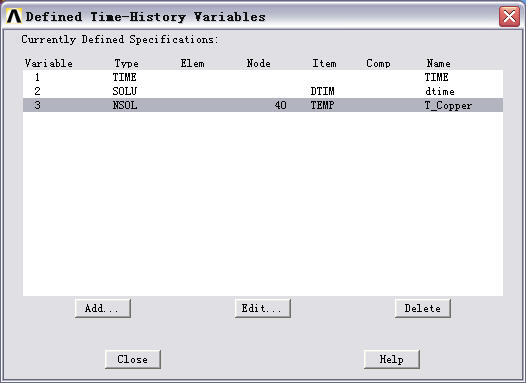 Defined Time-History Variables
Currently Defined Specifications:
Variable Type Elem Node Item Comp Name
1 TIME TIME
2 SOLU DTIM dtime
3 NSOL 40 TEMP T_Copper
Add... Edit... Delete
Close Help